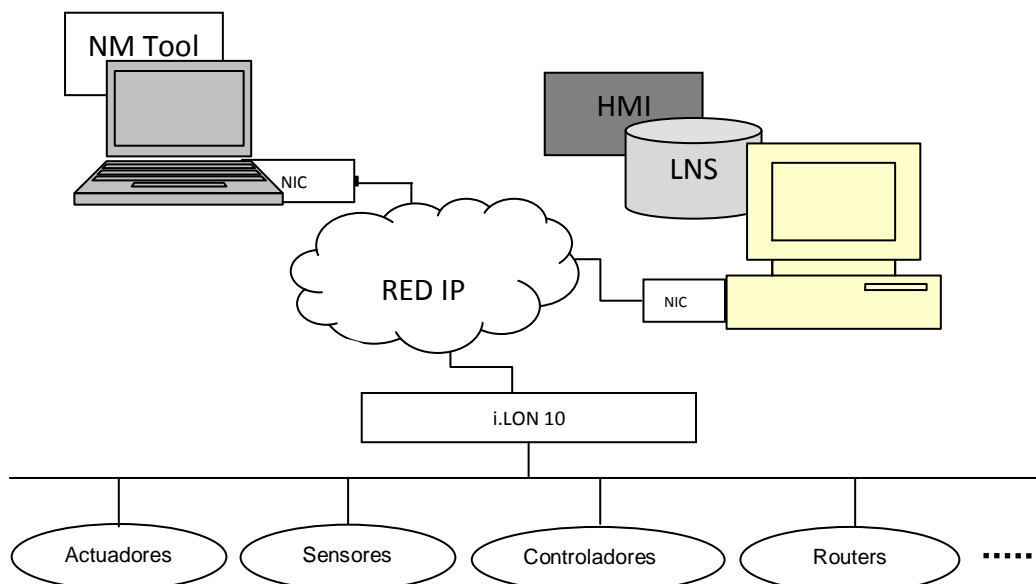 NM Tool
HMI
LNS
NIC
RED IP
NIC
i.LON 10
Actuadores
Sensores
Controladores
Routers